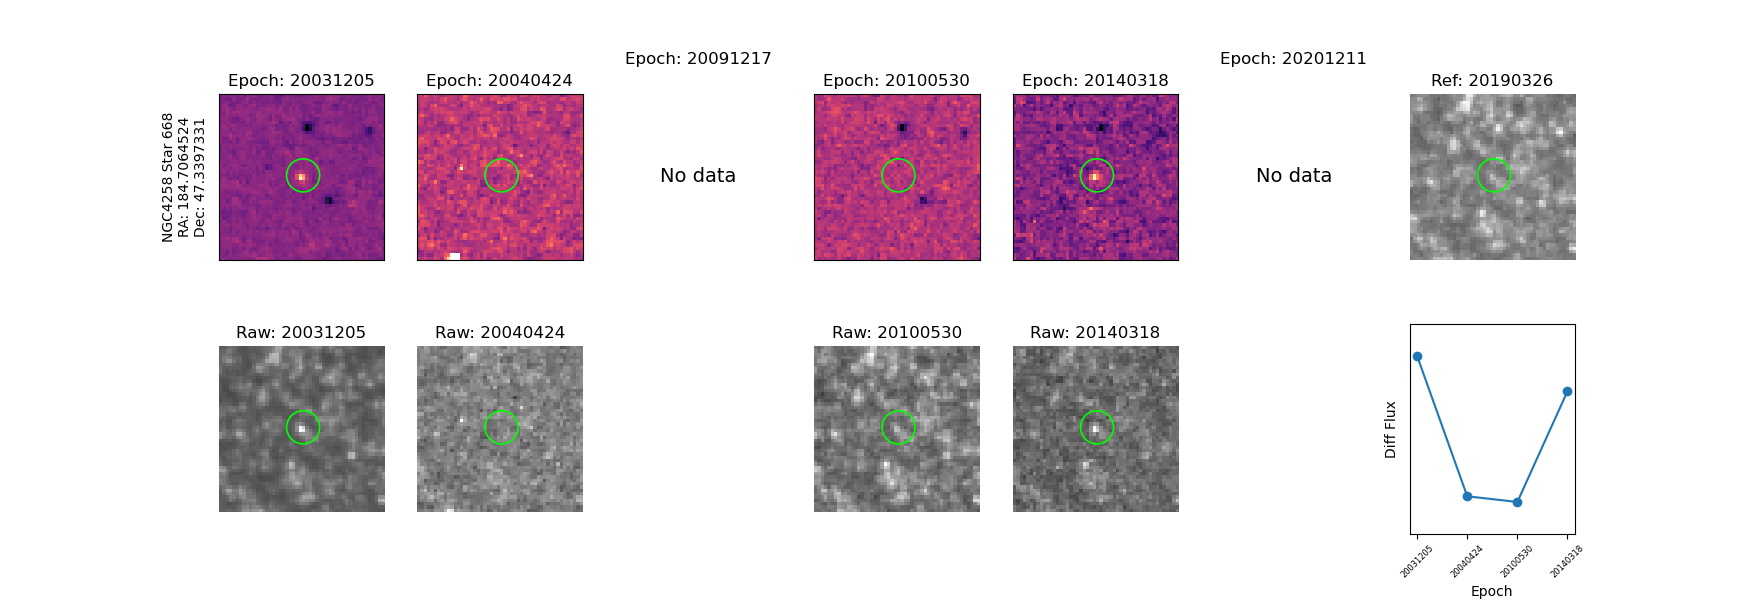 Epoch: 20091217
Epoch: 20201211
Epoch: 20031205
Epoch: 20040424
Epoch: 20100530
Epoch: 20140318
Ref: 20190326
NGC4258 Star 668
RA: 184.7064524
Dec: 47.3397331
No data
No data
Raw: 20031205
Raw: 20040424
Raw: 20100530
Raw: 20140318
Diff Flux
20031205
20040424
20100530
20140318
Epoch